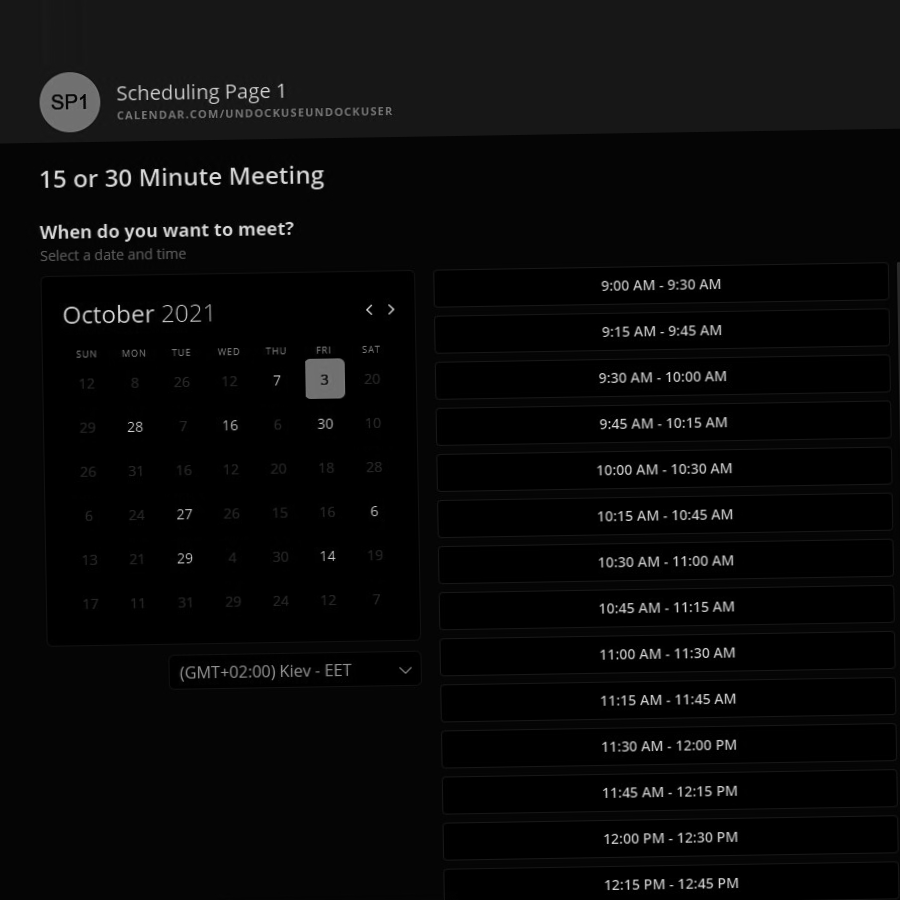 SP1
Scheduling Page 1
CALENDAR.COM/UNDOCKUSEUNDOCKUSER
15 or 30 Minute Meeting
When do you want to meet?
Select a date and time
October 2021
SUN MON TUE WED THU FRI SAT
12 8 26 12 7 3 20
29 28 7 16 6 30 10
26 31 16 12 20 18 28
6 24 27 26 15 16 6
13 21 29 4 30 14 19
17 11 31 29 24 12 7
(GMT+02:00) Kiev - EET
9:00 AM - 9:30 AM
9:15 AM - 9:45 AM
9:30 AM - 10:00 AM
9:45 AM - 10:15 AM
10:00 AM - 10:30 AM
10:15 AM - 10:45 AM
10:30 AM - 11:00 AM
10:45 AM - 11:15 AM
11:00 AM - 11:30 AM
11:15 AM - 11:45 AM
11:30 AM - 12:00 PM
11:45 AM - 12:15 PM
12:00 PM - 12:30 PM
12:15 PM - 12:45 PM